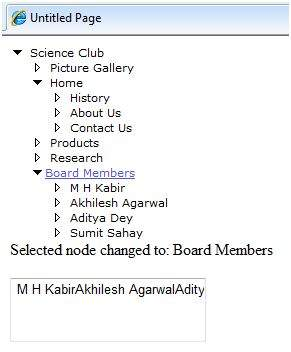 Untitled Page
Science Club
Picture Gallery
Home
History
About Us
Contact Us
Products
Research
Board Members
M H Kabir
Akhilesh Agarwal
Aditya Dey
Sumit Sahay
Selected node changed to: Board Members
M H KabirAkhilesh AgarwalAdity